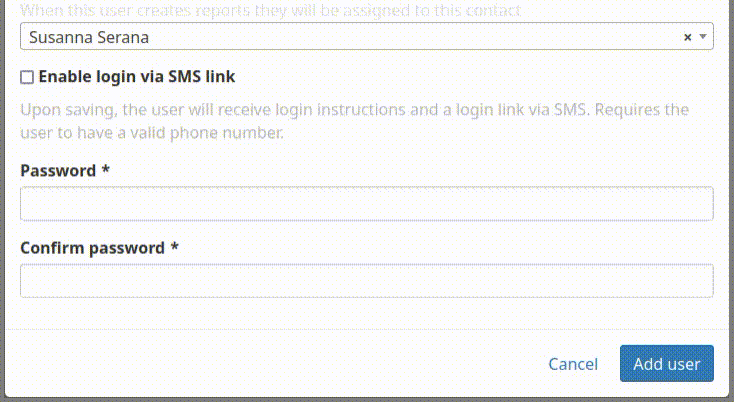 When this user creates reports they will be assigned to this contact
Susanna Serana × 
Enable login via SMS link
Upon saving, the user will receive login instructions and a login link via SMS. Requires the
user to have a valid phone number.
Password *
Confirm password *
Cancel Add user